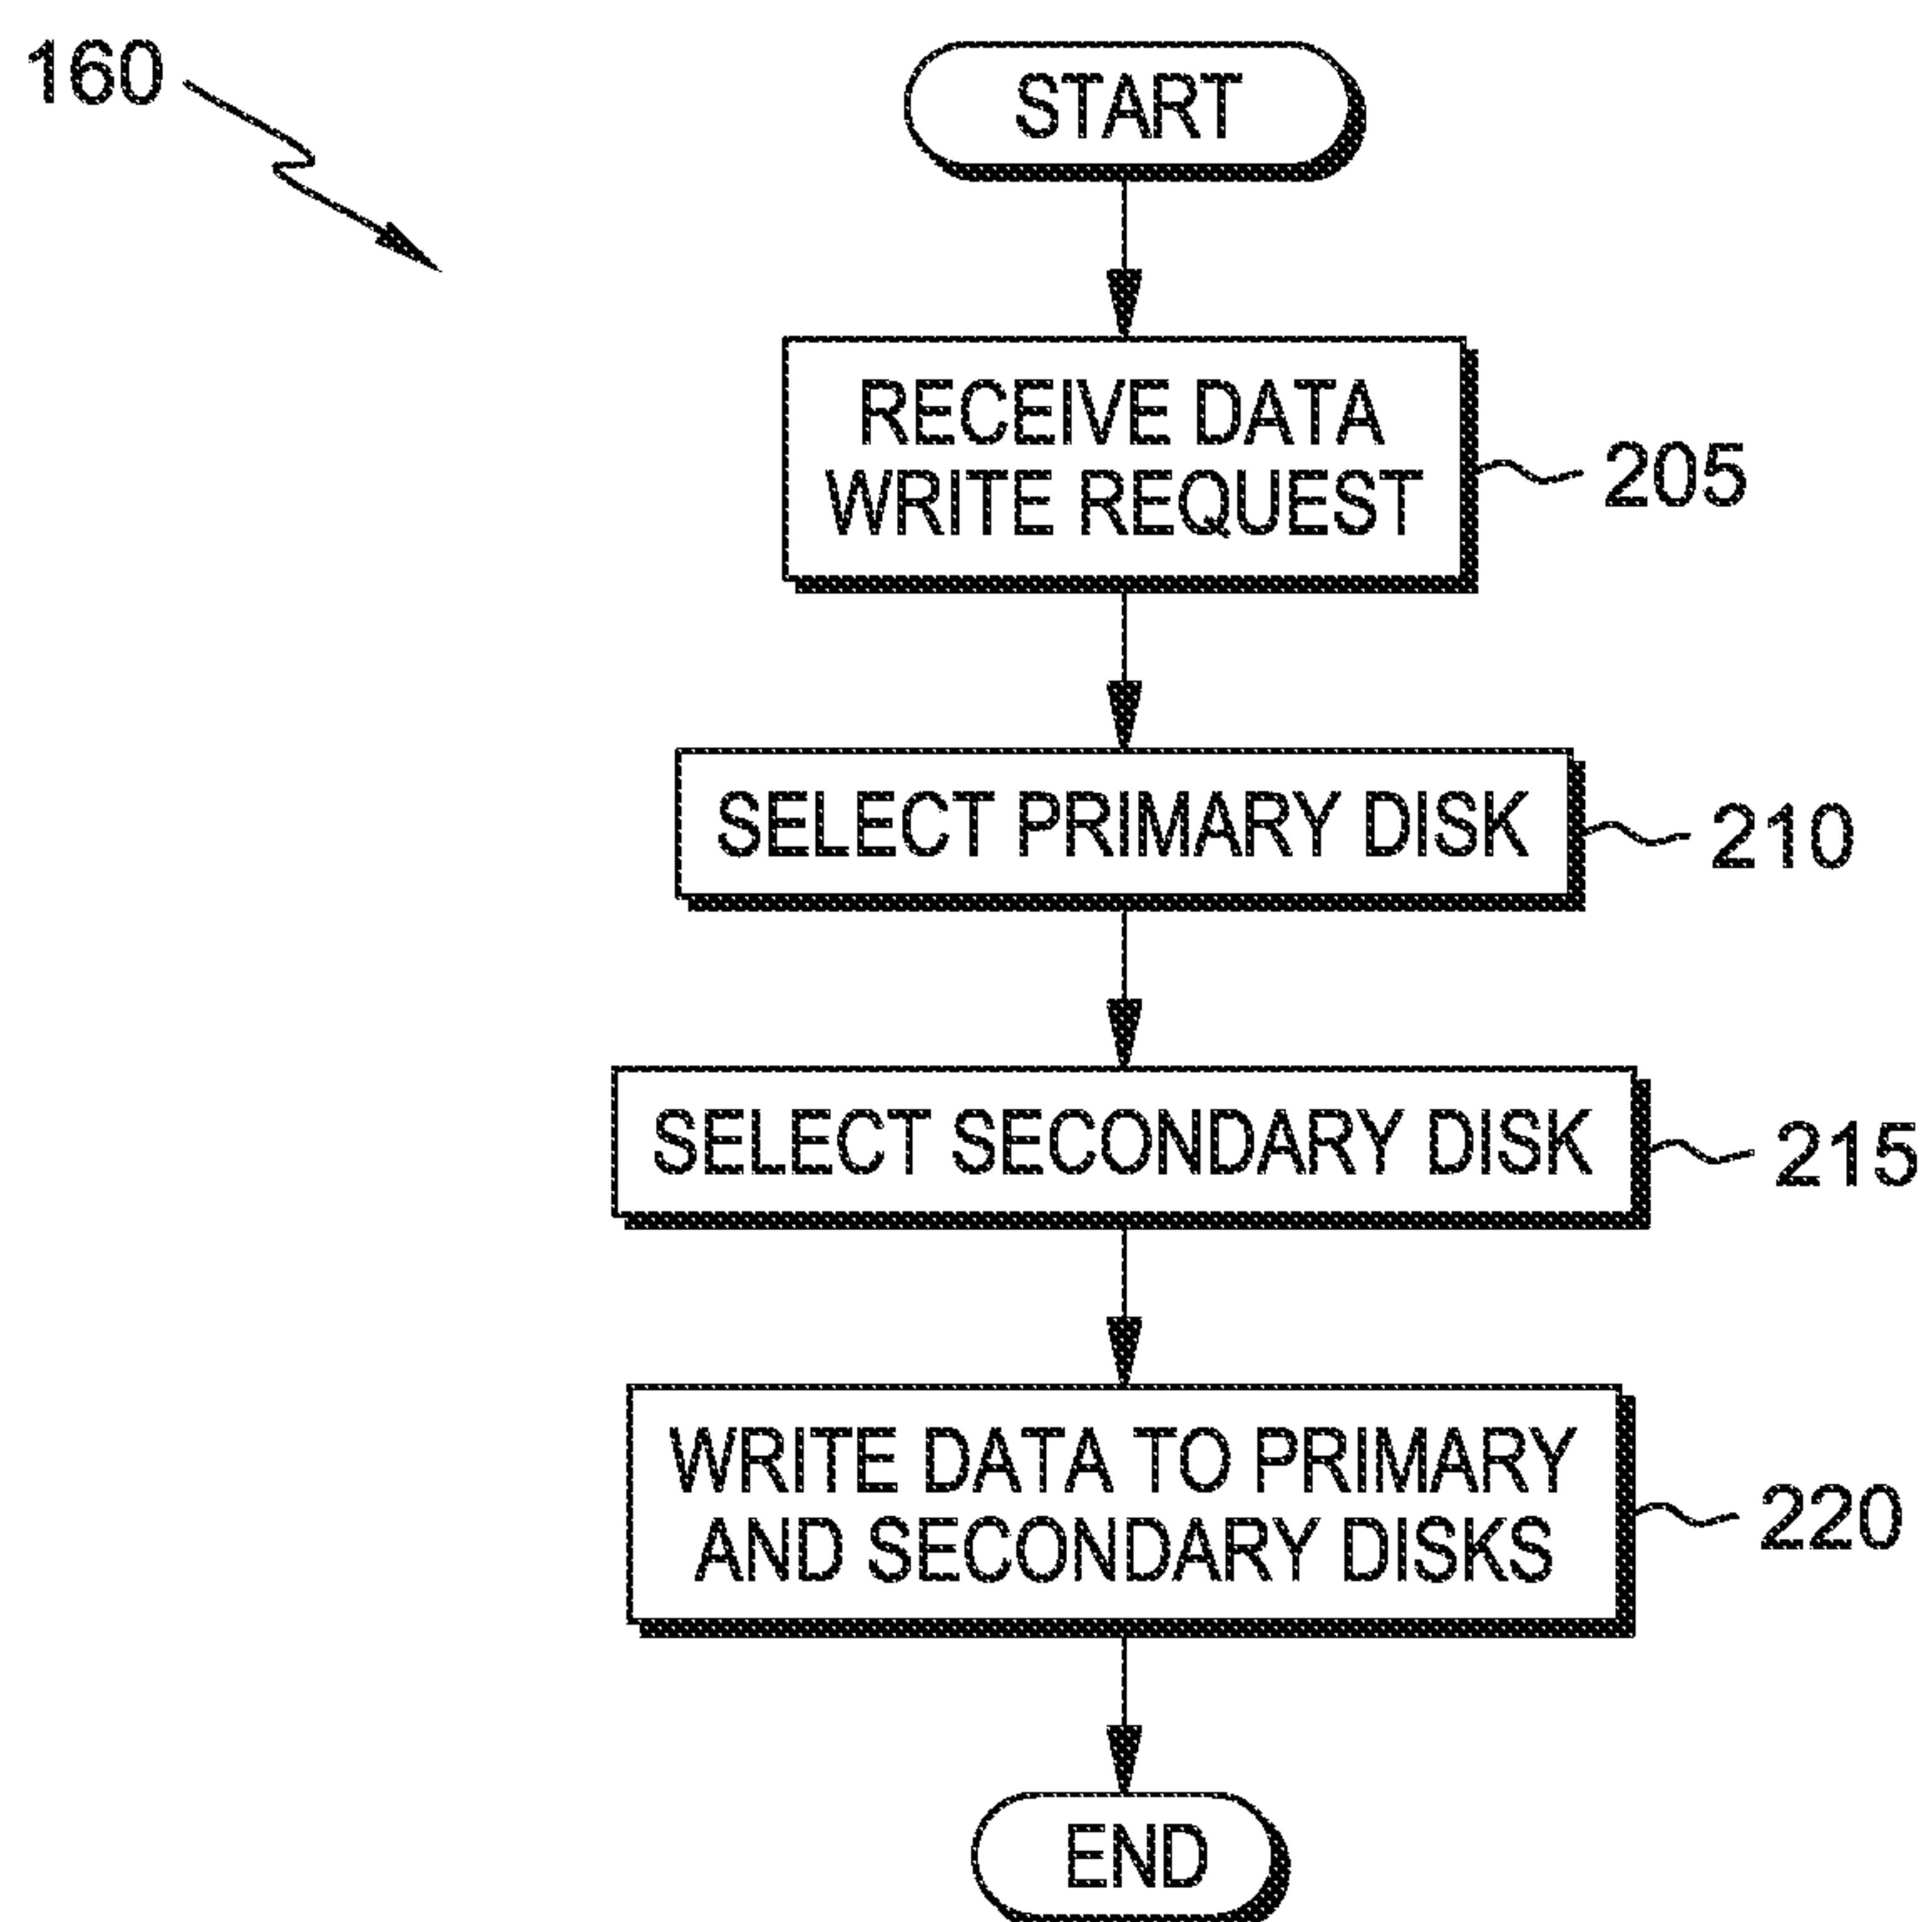 160
START
RECEIVE DATA
WRITE REQUEST
205
SELECT PRIMARY DISK
210
SELECT SECONDARY DISK
215
WRITE DATA TO PRIMARY
AND SECONDARY DISKS
220
END